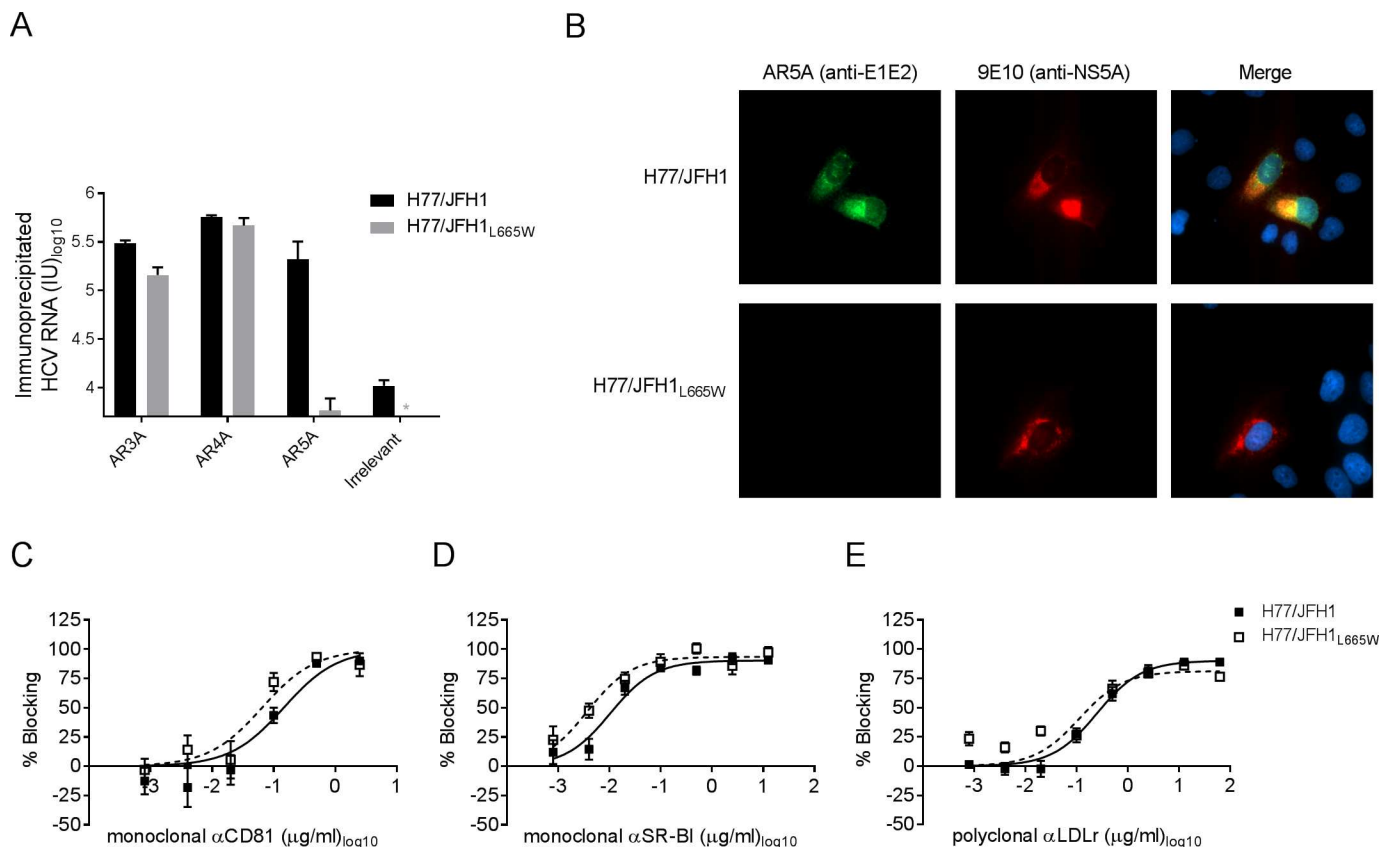 A
Immunoprecipitated
HCV RNA (IU)log10
6
5.5
5
4.5
4
H77/JFH1
H77/JFH1L665W
*
AR3A
AR4A
AR5A
Irrelevant
B
AR5A (anti-E1E2)
9E10 (anti-NS5A)
Merge
H77/JFH1
H77/JFH1L665W
C
% Blocking
125
100
75
50
25
0
-25
-50
-3
-2
-1
0
1
monoclonal αCD81 (μg/ml)log10
D
% Blocking
125
100
75
50
25
0
-25
-50
-3
-2
-1
0
1
2
monoclonal αSR-BI (μg/ml)log10
E
% Blocking
125
100
75
50
25
0
-25
-50
-3
-2
-1
0
1
2
polyclonal αLDLr (μg/ml)log10
H77/JFH1
H77/JFH1L665W